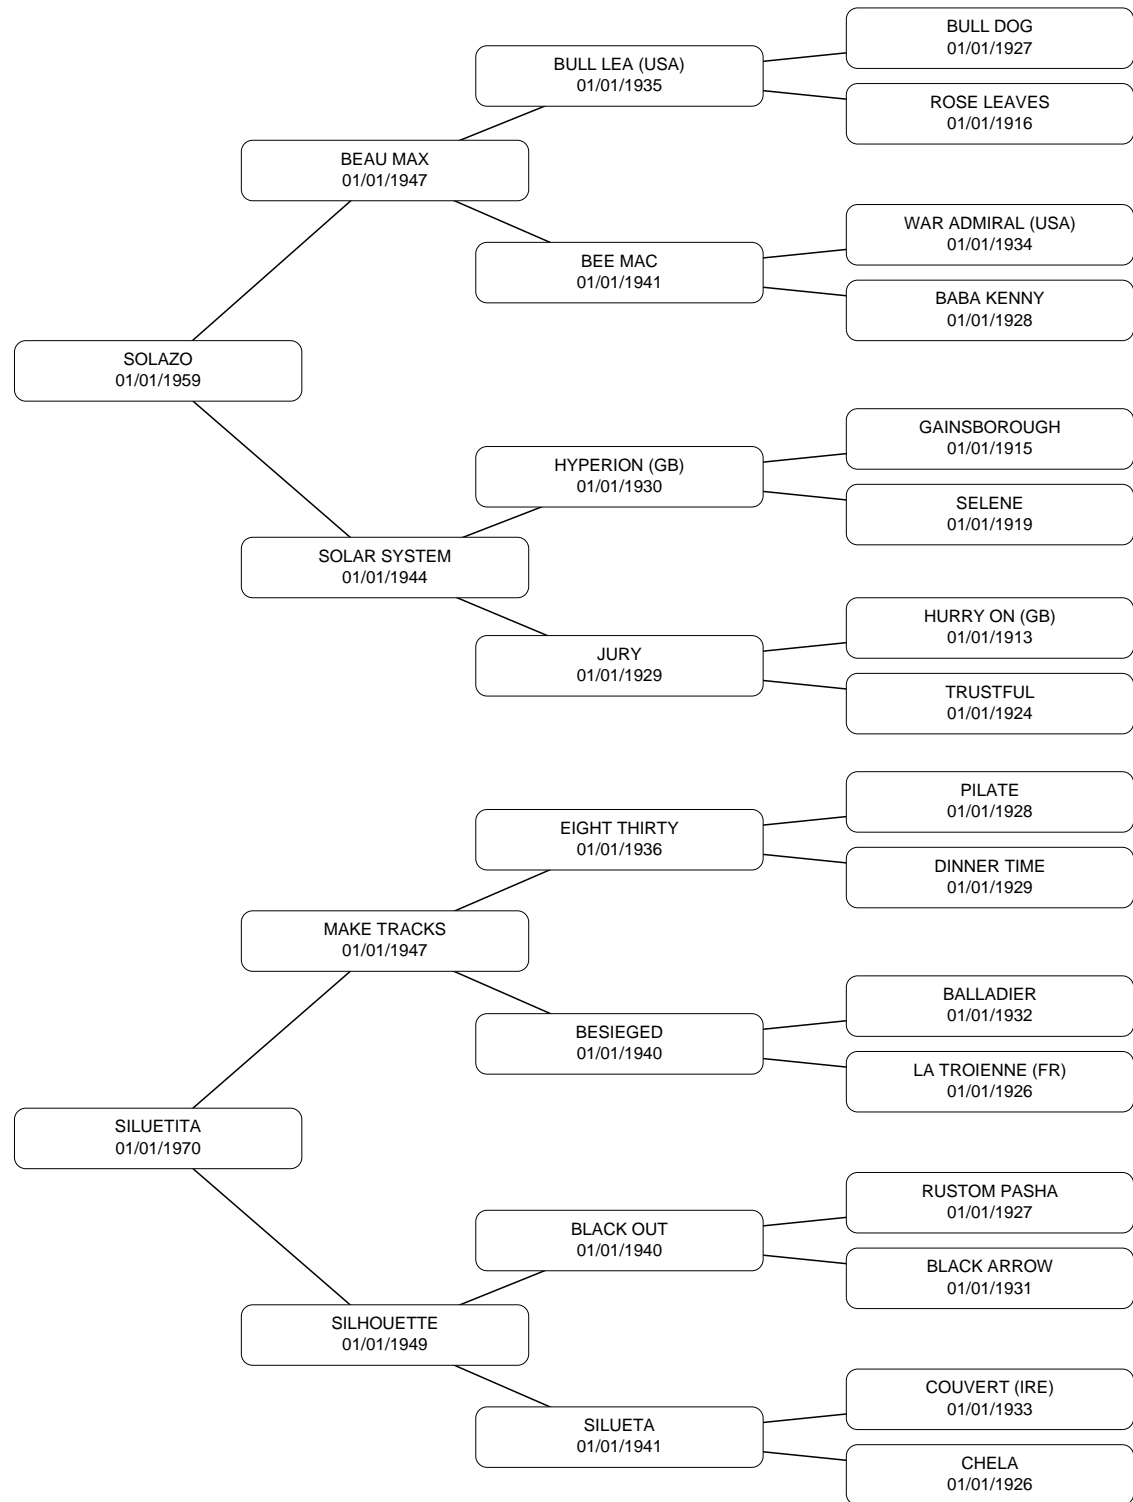 BULL DOG
01/01/1927
BULL LEA (USA)
01/01/1935
ROSE LEAVES
01/01/1916
BEAU MAX
01/01/1947
WAR ADMIRAL (USA)
01/01/1934
BEE MAC
01/01/1941
BABA KENNY
01/01/1928
SOLAZO
01/01/1959
GAINSBOROUGH
01/01/1915
HYPERION (GB)
01/01/1930
SELENE
01/01/1919
SOLAR SYSTEM
01/01/1944
HURRY ON (GB)
01/01/1913
JURY
01/01/1929
TRUSTFUL
01/01/1924
PILATE
01/01/1928
EIGHT THIRTY
01/01/1936
DINNER TIME
01/01/1929
MAKE TRACKS
01/01/1947
BALLADIER
01/01/1932
BESIEGED
01/01/1940
LA TROIENNE (FR)
01/01/1926
SILUETITA
01/01/1970
RUSTOM PASHA
01/01/1927
BLACK OUT
01/01/1940
BLACK ARROW
01/01/1931
SILHOUETTE
01/01/1949
COUVERT (IRE)
01/01/1933
SILUETA
01/01/1941
CHELA
01/01/1926